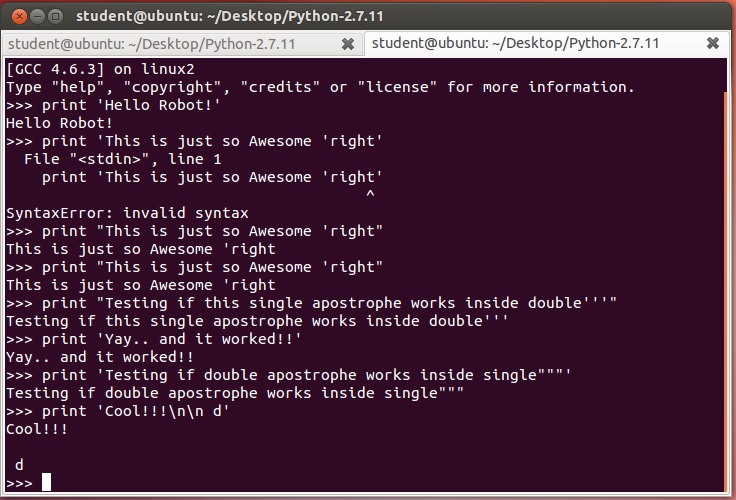 student@ubuntu: ~/Desktop/Python-2.7.11
student@ubuntu: ~/Desktop/Python-2.7.11
student@ubuntu: ~/Desktop/Python-2.7.11
[GCC 4.6.3] on linux2
Type "help", "copyright", "credits" or "license" for more information.
>>> print 'Hello Robot!'
Hello Robot!
>>> print 'This is just so Awesome 'right'
  File "<stdin>", line 1
    print 'This is just so Awesome 'right'
                                        ^
SyntaxError: invalid syntax
>>> print "This is just so Awesome 'right"
This is just so Awesome 'right
>>> print "This is just so Awesome 'right"
This is just so Awesome 'right
>>> print "Testing if this single apostrophe works inside double'''"
Testing if this single apostrophe works inside double'''
>>> print 'Yay.. and it worked!!'
Yay.. and it worked!!
>>> print 'Testing if double apostrophe works inside single"""'
Testing if double apostrophe works inside single"""
>>> print 'Cool!!!\n\n d'
Cool!!!

 d
>>>